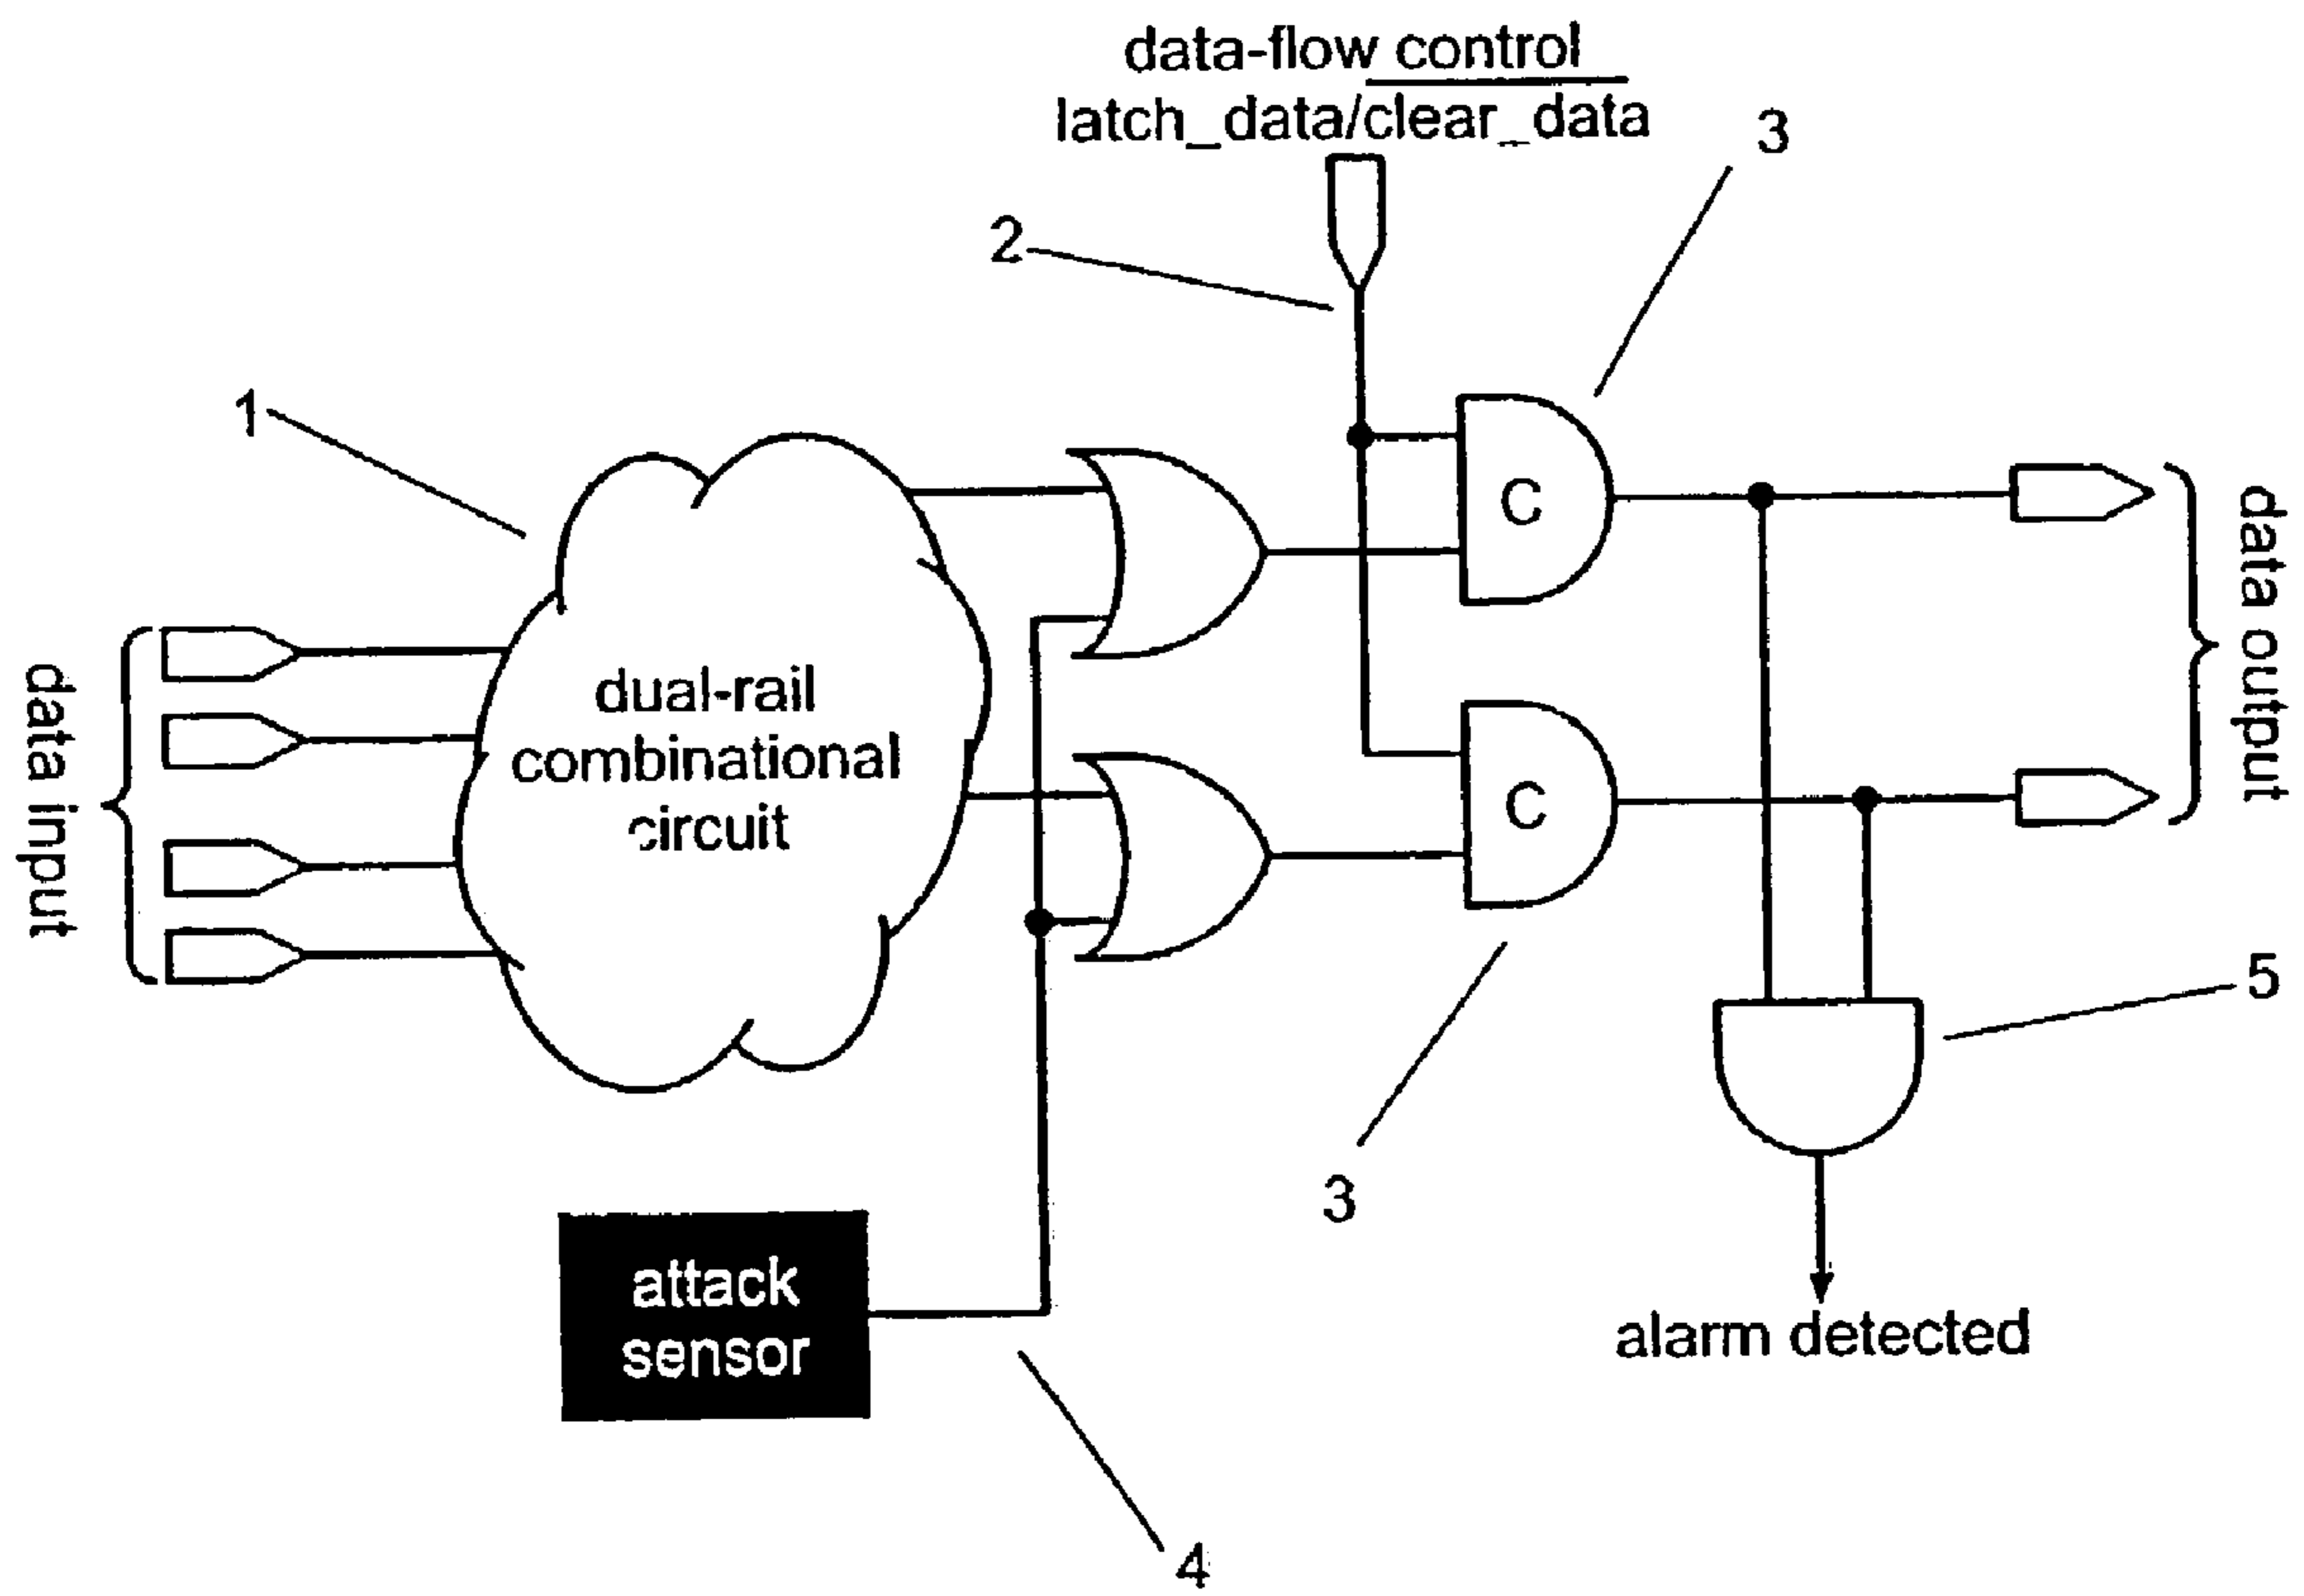 data-flow control
latch_data/clear_data
3
2
1
C
data output
data input
dual-rail
combinational
circuit
C
5
3
attack
sensor
alarm detected
4